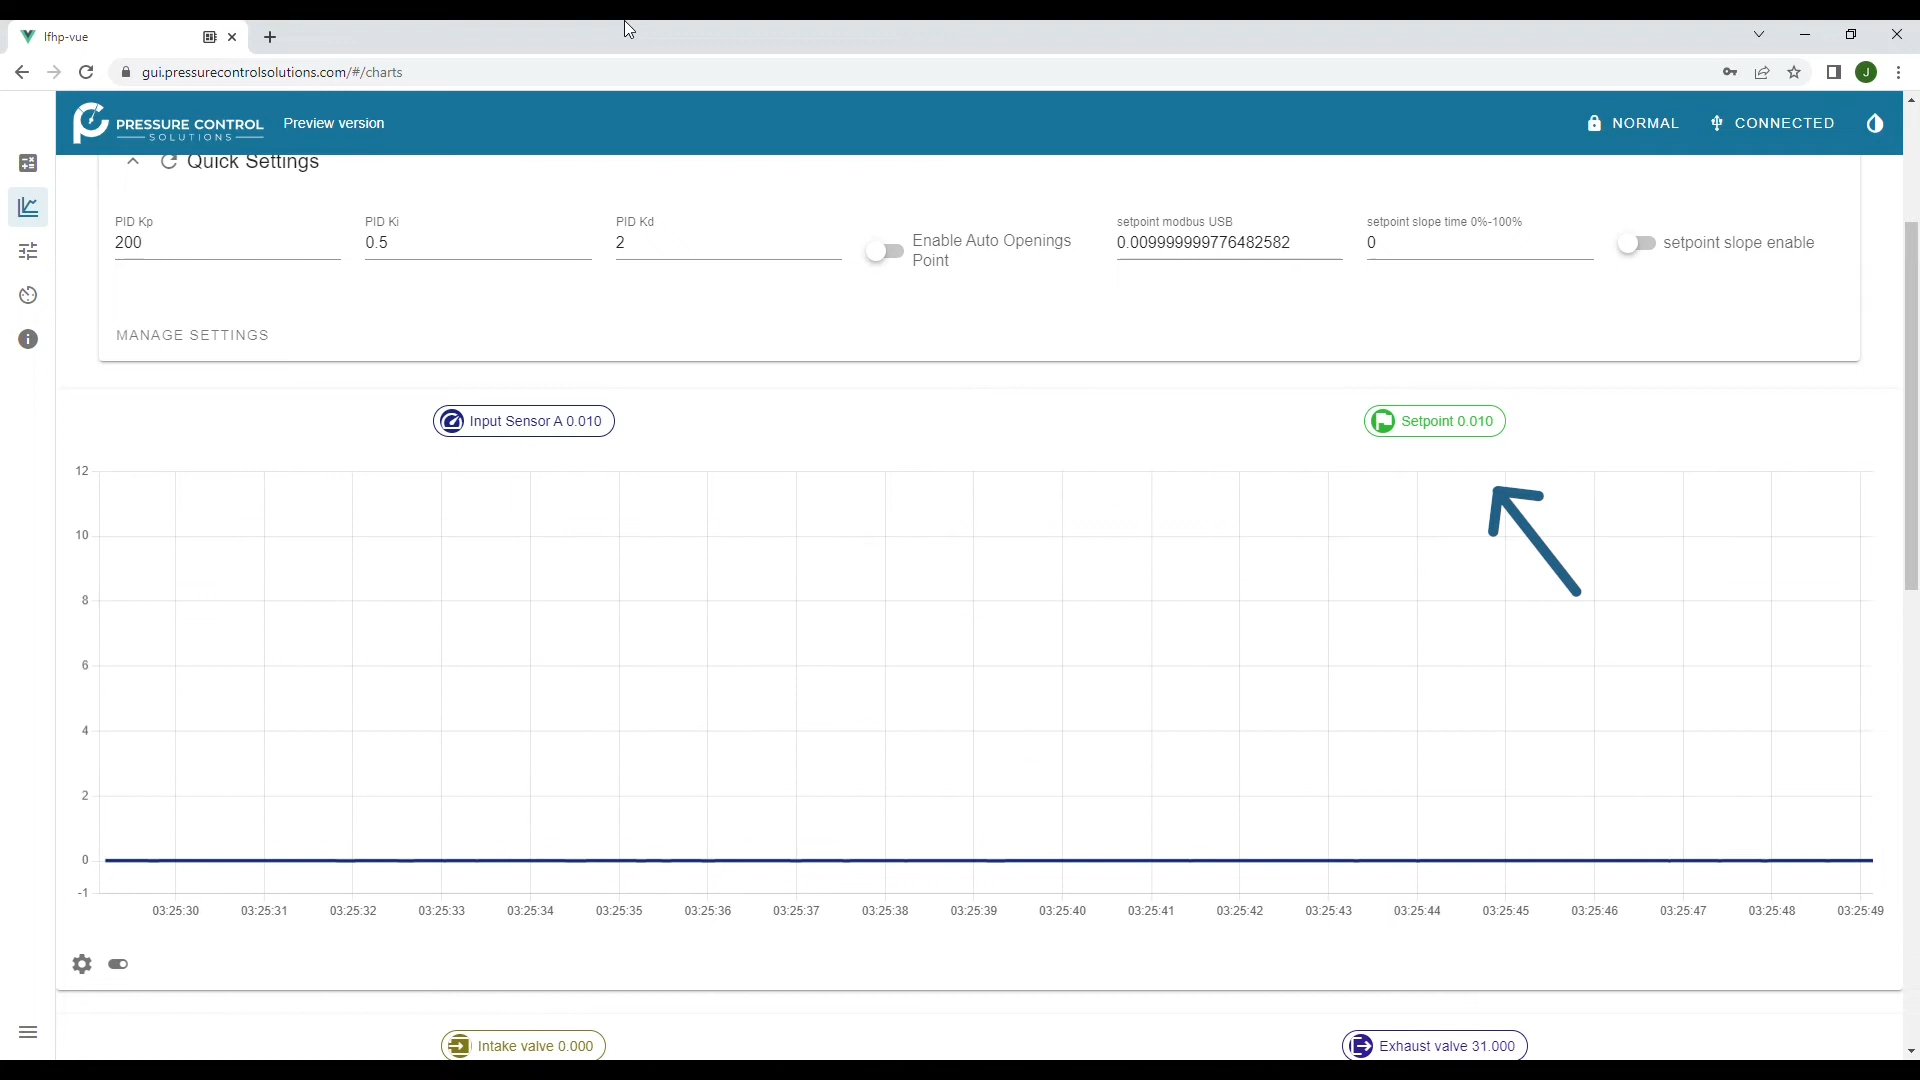 lfhp-vue
gui.pressurecontrolsolutions.com/#/charts
J
PRESSURE CONTROL
SOLUTIONS
Preview version
NORMAL
CONNECTED
Quick Settings
PID Kp
200
PID Ki
0.5
PID Kd
2
Enable Auto Openings
Point
setpoint modbus USB
0.009999999776482582
setpoint slope time 0%-100%
0
setpoint slope enable
MANAGE SETTINGS
Input Sensor A 0.010
Setpoint 0.010
12
10
8
6
4
2
0
-1
03:25:30 03:25:31 03:25:32 03:25:33 03:25:34 03:25:35 03:25:36 03:25:37 03:25:38 03:25:39 03:25:40 03:25:41 03:25:42 03:25:43 03:25:44 03:25:45 03:25:46 03:25:47 03:25:48 03:25:49
Intake valve 0.000
Exhaust valve 31.000